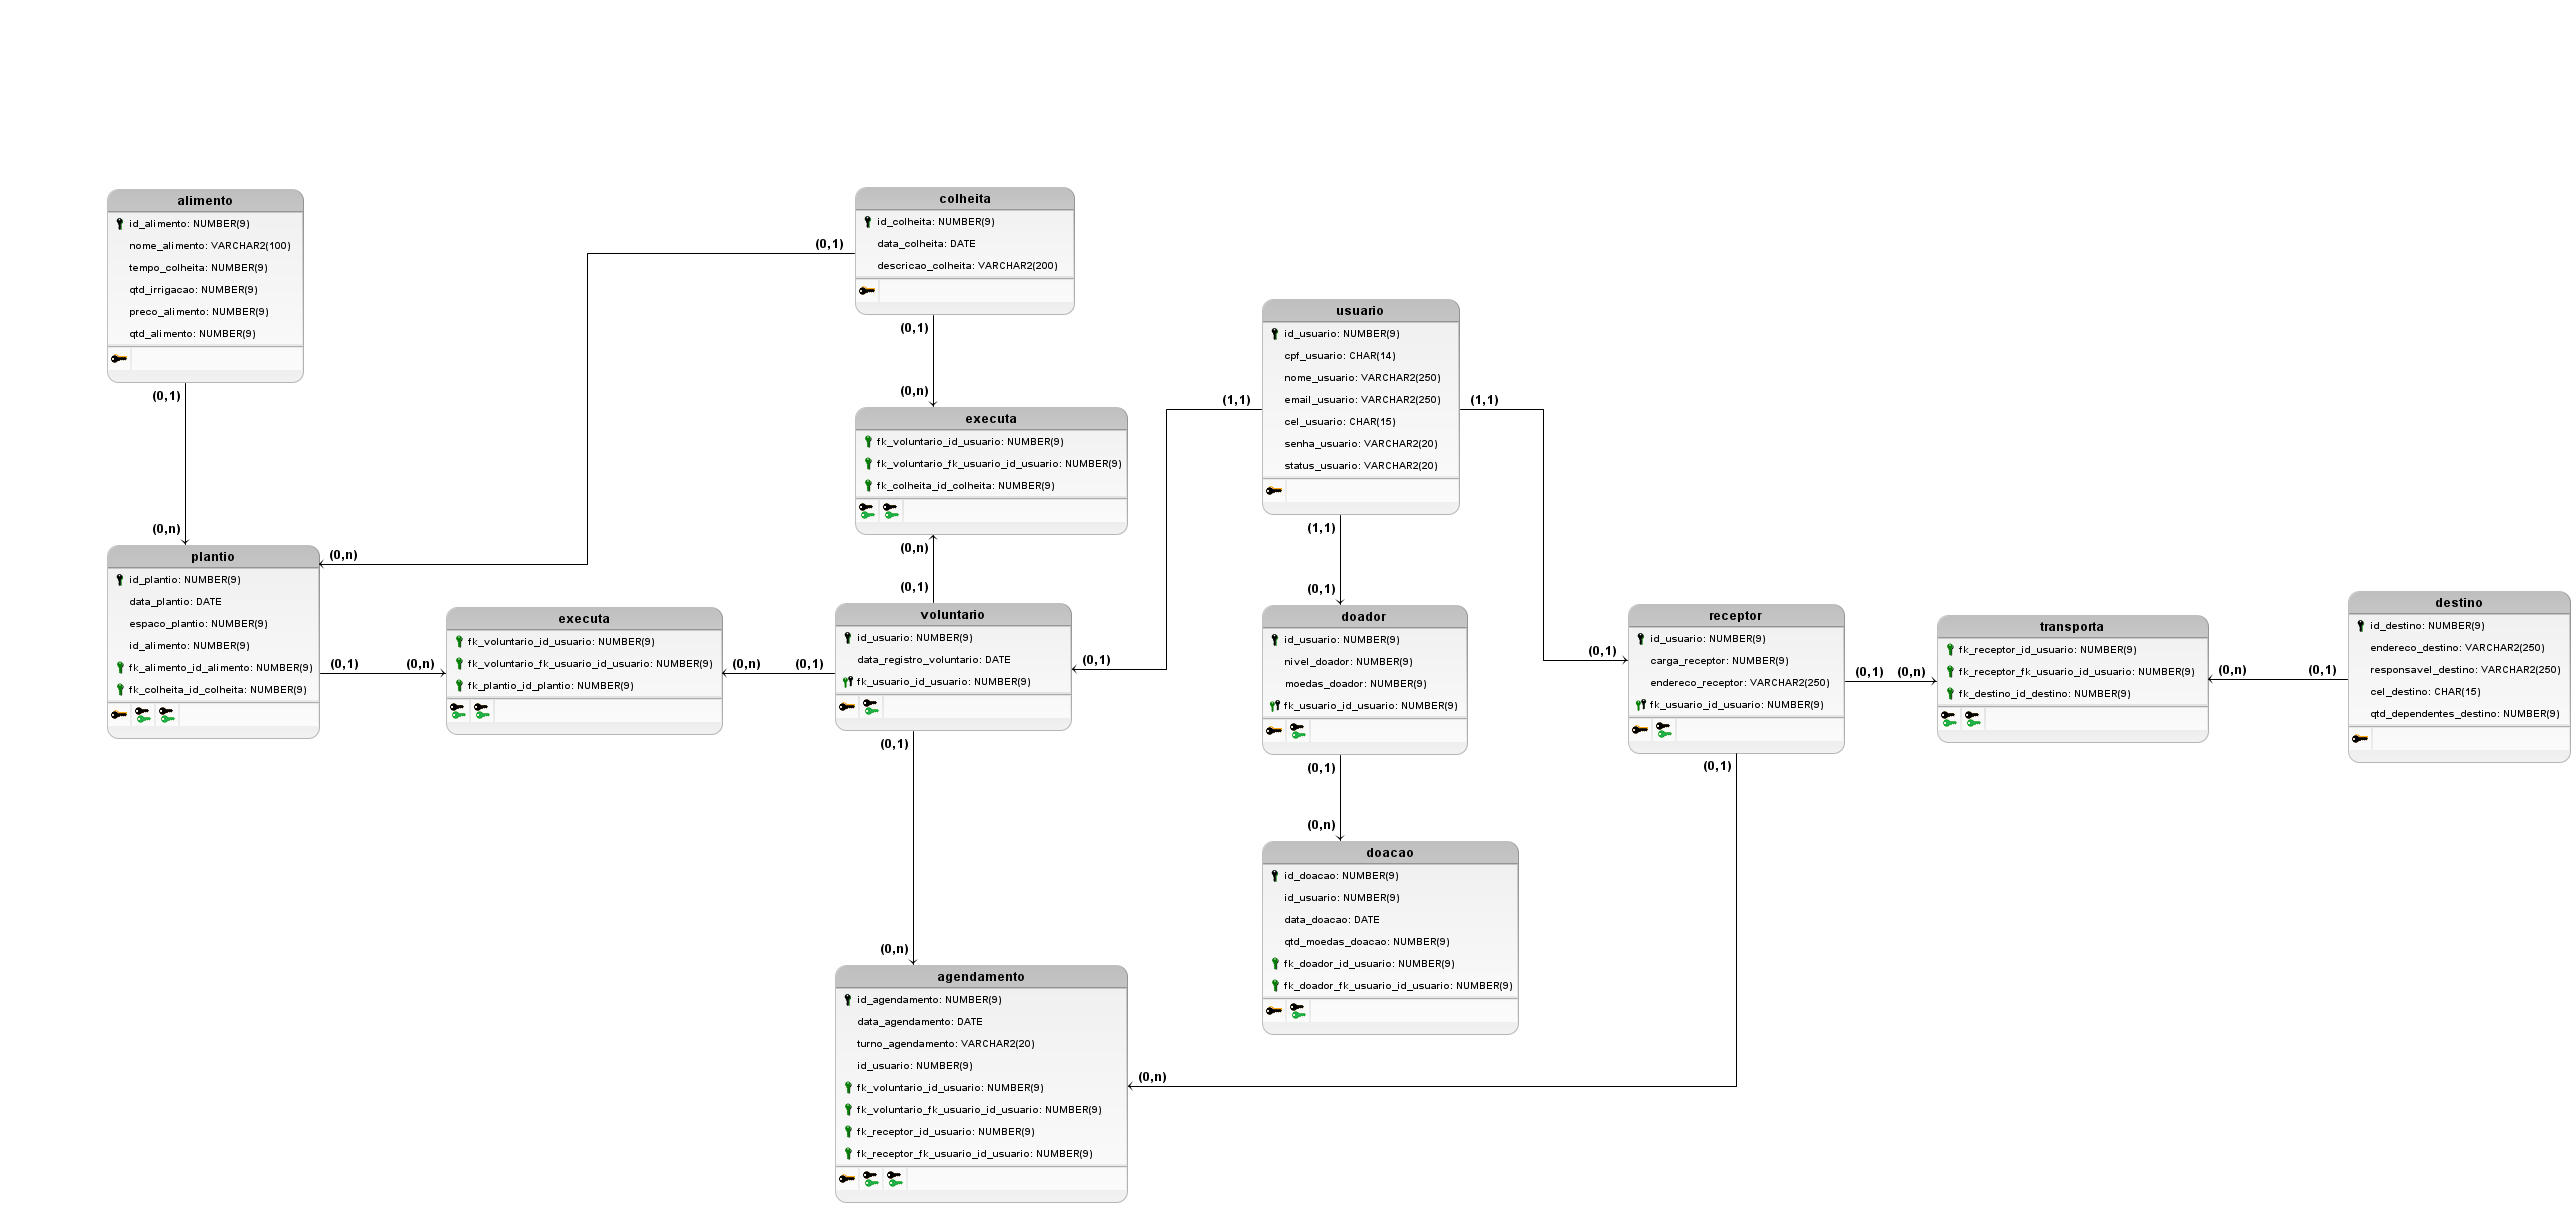 alimento
id_alimento: NUMBER(9)
nome_alimento: VARCHAR2(100)
tempo_colheita: NUMBER(9)
qtd_irrigacao: NUMBER(9)
preco_alimento: NUMBER(9)
qtd_alimento: NUMBER(9)
(0,1)
(0,n)
colheita
id_colheita: NUMBER(9)
data_colheita: DATE
descricao_colheita: VARCHAR2(200)
(0,1)
(0,1)
(0,n)
executa
fk_voluntario_id_usuario: NUMBER(9)
fk_voluntario_fk_usuario_id_usuario: NUMBER(9)
fk_colheita_id_colheita: NUMBER(9)
(0,n)
(0,1)
usuario
id_usuario: NUMBER(9)
cpf_usuario: CHAR(14)
nome_usuario: VARCHAR2(250)
email_usuario: VARCHAR2(250)
cel_usuario: CHAR(15)
senha_usuario: VARCHAR2(20)
status_usuario: VARCHAR2(20)
(1,1)
(1,1)
(1,1)
(0,1)
plantio
id_plantio: NUMBER(9)
data_plantio: DATE
espaco_plantio: NUMBER(9)
id_alimento: NUMBER(9)
fk_alimento_id_alimento: NUMBER(9)
fk_colheita_id_colheita: NUMBER(9)
(0,n)
(0,1)
(0,n)
executa
fk_voluntario_id_usuario: NUMBER(9)
fk_voluntario_fk_usuario_id_usuario: NUMBER(9)
fk_plantio_id_plantio: NUMBER(9)
(0,n)
(0,1)
voluntario
id_usuario: NUMBER(9)
data_registro_voluntario: DATE
fk_usuario_id_usuario: NUMBER(9)
(0,1)
(0,1)
(0,n)
doador
id_usuario: NUMBER(9)
nivel_doador: NUMBER(9)
moedas_doador: NUMBER(9)
fk_usuario_id_usuario: NUMBER(9)
(0,1)
(0,n)
(0,1)
receptor
id_usuario: NUMBER(9)
carga_receptor: NUMBER(9)
endereco_receptor: VARCHAR2(250)
fk_usuario_id_usuario: NUMBER(9)
(0,1)
(0,1)
(0,n)
transporta
fk_receptor_id_usuario: NUMBER(9)
fk_receptor_fk_usuario_id_usuario: NUMBER(9)
fk_destino_id_destino: NUMBER(9)
(0,n)
(0,1)
destino
id_destino: NUMBER(9)
endereco_destino: VARCHAR2(250)
responsavel_destino: VARCHAR2(250)
cel_destino: CHAR(15)
qtd_dependentes_destino: NUMBER(9)
doacao
id_doacao: NUMBER(9)
id_usuario: NUMBER(9)
data_doacao: DATE
qtd_moedas_doacao: NUMBER(9)
fk_doador_id_usuario: NUMBER(9)
fk_doador_fk_usuario_id_usuario: NUMBER(9)
agendamento
id_agendamento: NUMBER(9)
data_agendamento: DATE
turno_agendamento: VARCHAR2(20)
id_usuario: NUMBER(9)
fk_voluntario_id_usuario: NUMBER(9)
fk_voluntario_fk_usuario_id_usuario: NUMBER(9)
fk_receptor_id_usuario: NUMBER(9)
fk_receptor_fk_usuario_id_usuario: NUMBER(9)
(0,n)